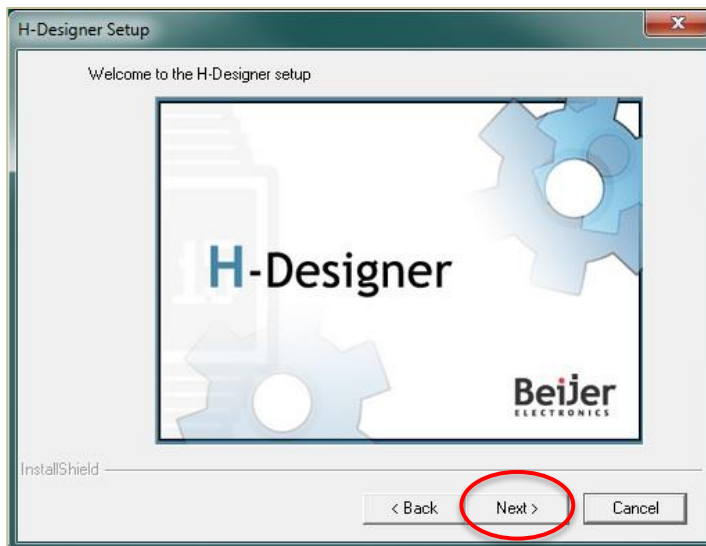 H-Designer Setup
X
Welcome to the H-Designer setup
H-Designer
Beijer
ELECTRONICS
InstallShield
< Back Next > Cancel